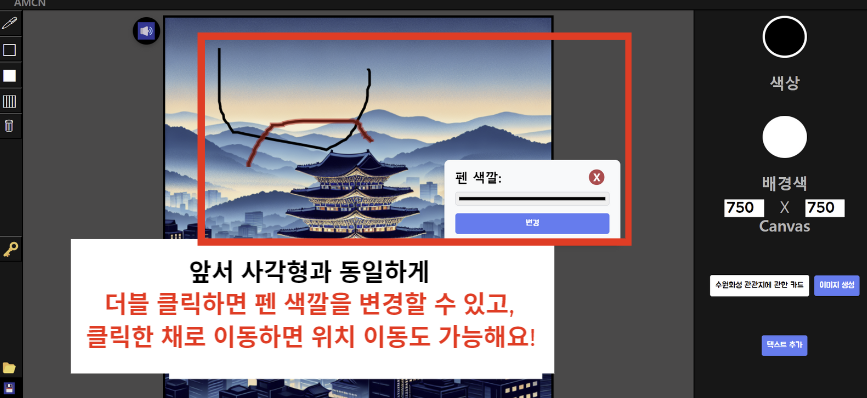 AMCN
색상
배경색
750 X 750
Canvas
수원화성 관관지에 관한 카드
이미지 생성
텍스트 추가
펜 색깔:
X
변경
앞서 사각형과 동일하게
더블 클릭하면 펜 색깔을 변경할 수 있고,
클릭한 채로 이동하면 위치 이동도 가능해요!